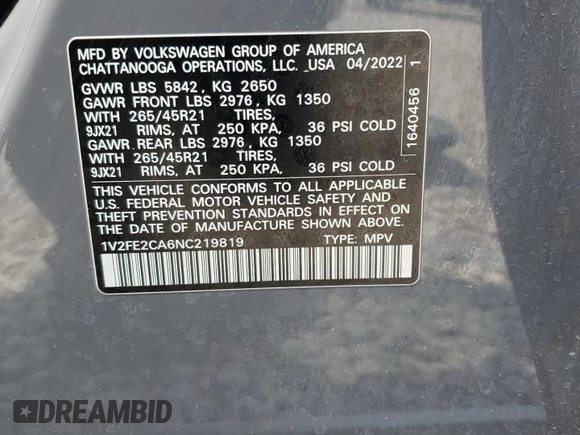 MFD BY VOLKSWAGEN GROUP OF AMERICA
CHATTANOOGA OPERATIONS, LLC. USA 04/2022
GVWR LBS 5842, KG 2650
GAWR FRONT LBS 2976, KG 1350
WITH 265/45R21 TIRES,
9JX21 RIMS, AT 250 KPA, 36 PSI COLD
GAWR REAR LBS 2976, KG 1350
WITH 265/45R21 TIRES,
9JX21 RIMS, AT 250 KPA, 36 PSI COLD
THIS VEHICLE CONFORMS TO ALL APPLICABLE
U.S. FEDERAL MOTOR VEHICLE SAFETY AND
THEFT PREVENTION STANDARDS IN EFFECT ON
THE DATE OF MANUFACTURE SHOWN ABOVE.
1V2FE2CA6NC219819 TYPE: MPV
1640456 1
DREAMBID